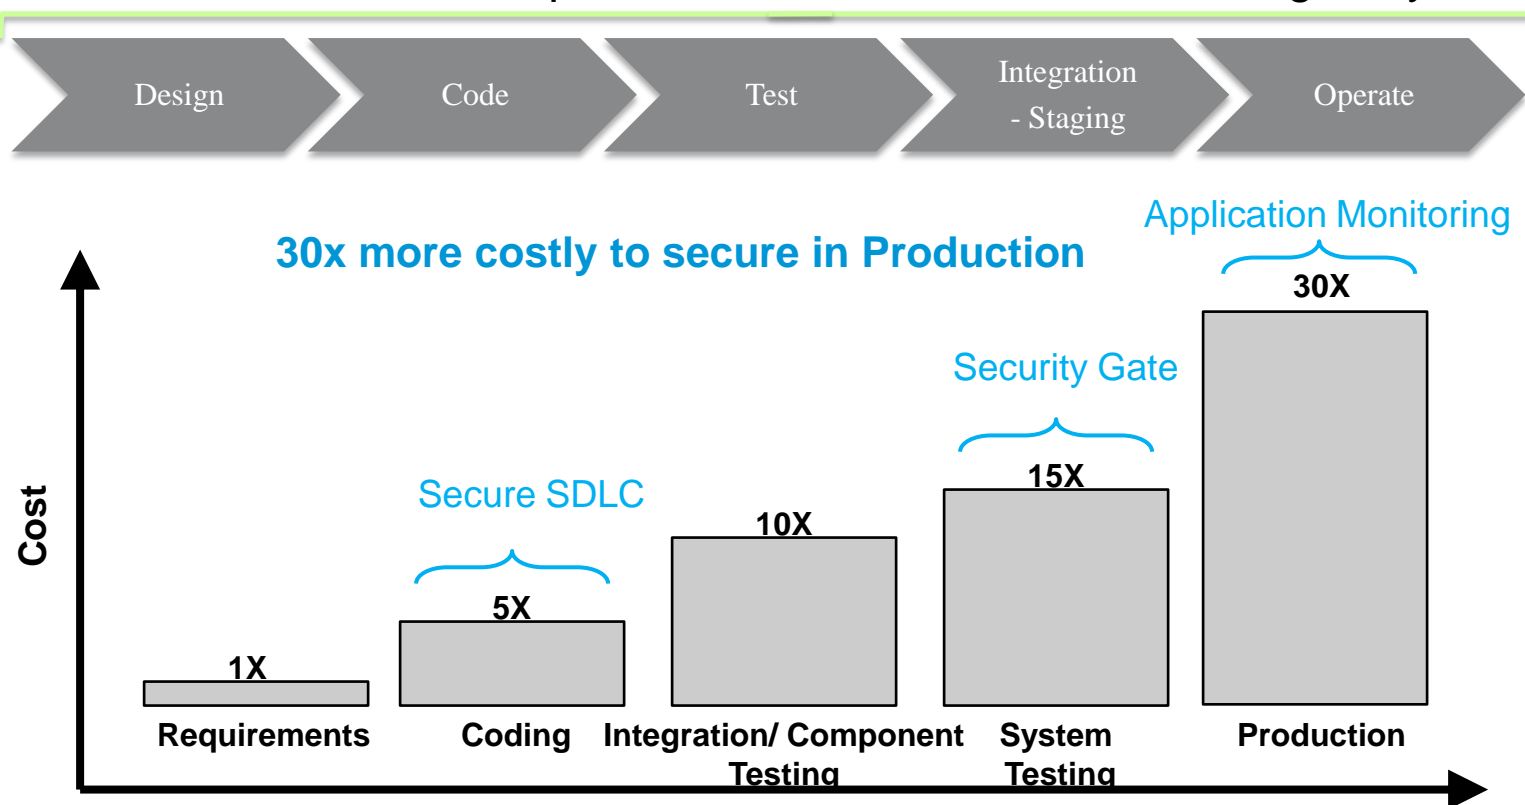 Design
Code
Test
Integration
- Staging
Operate
Application Monitoring
30x more costly to secure in Production
30X
Security Gate
15X
Secure SDLC
10X
5X
1X
Cost
Requirements
Coding
Integration/ Component
Testing
System
Testing
Production